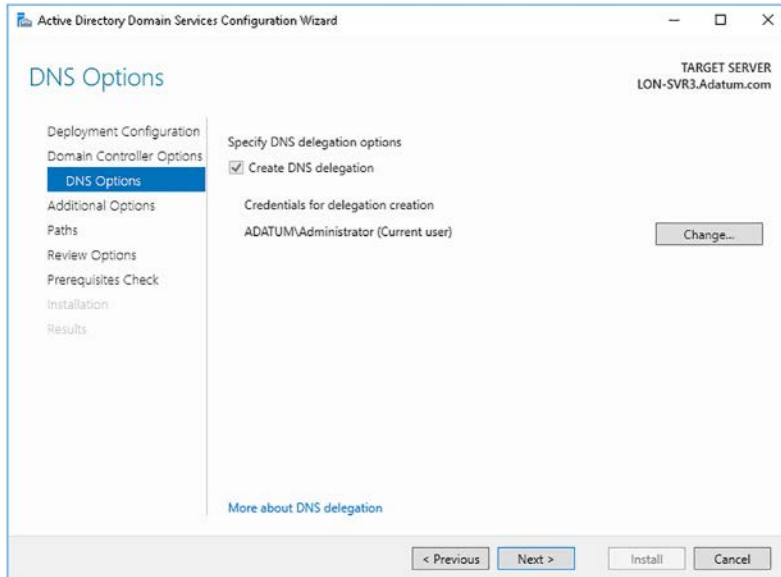 Active Directory Domain Services Configuration Wizard
DNS Options
TARGET SERVER
LON-SVR3.Adatum.com
Deployment Configuration
Domain Controller Options
DNS Options
Additional Options
Paths
Review Options
Prerequisites Check
Installation
Results
Specify DNS delegation options
Create DNS delegation
Credentials for delegation creation
ADATUM\Administrator (Current user)
Change...
More about DNS delegation
< Previous
Next >
Install
Cancel